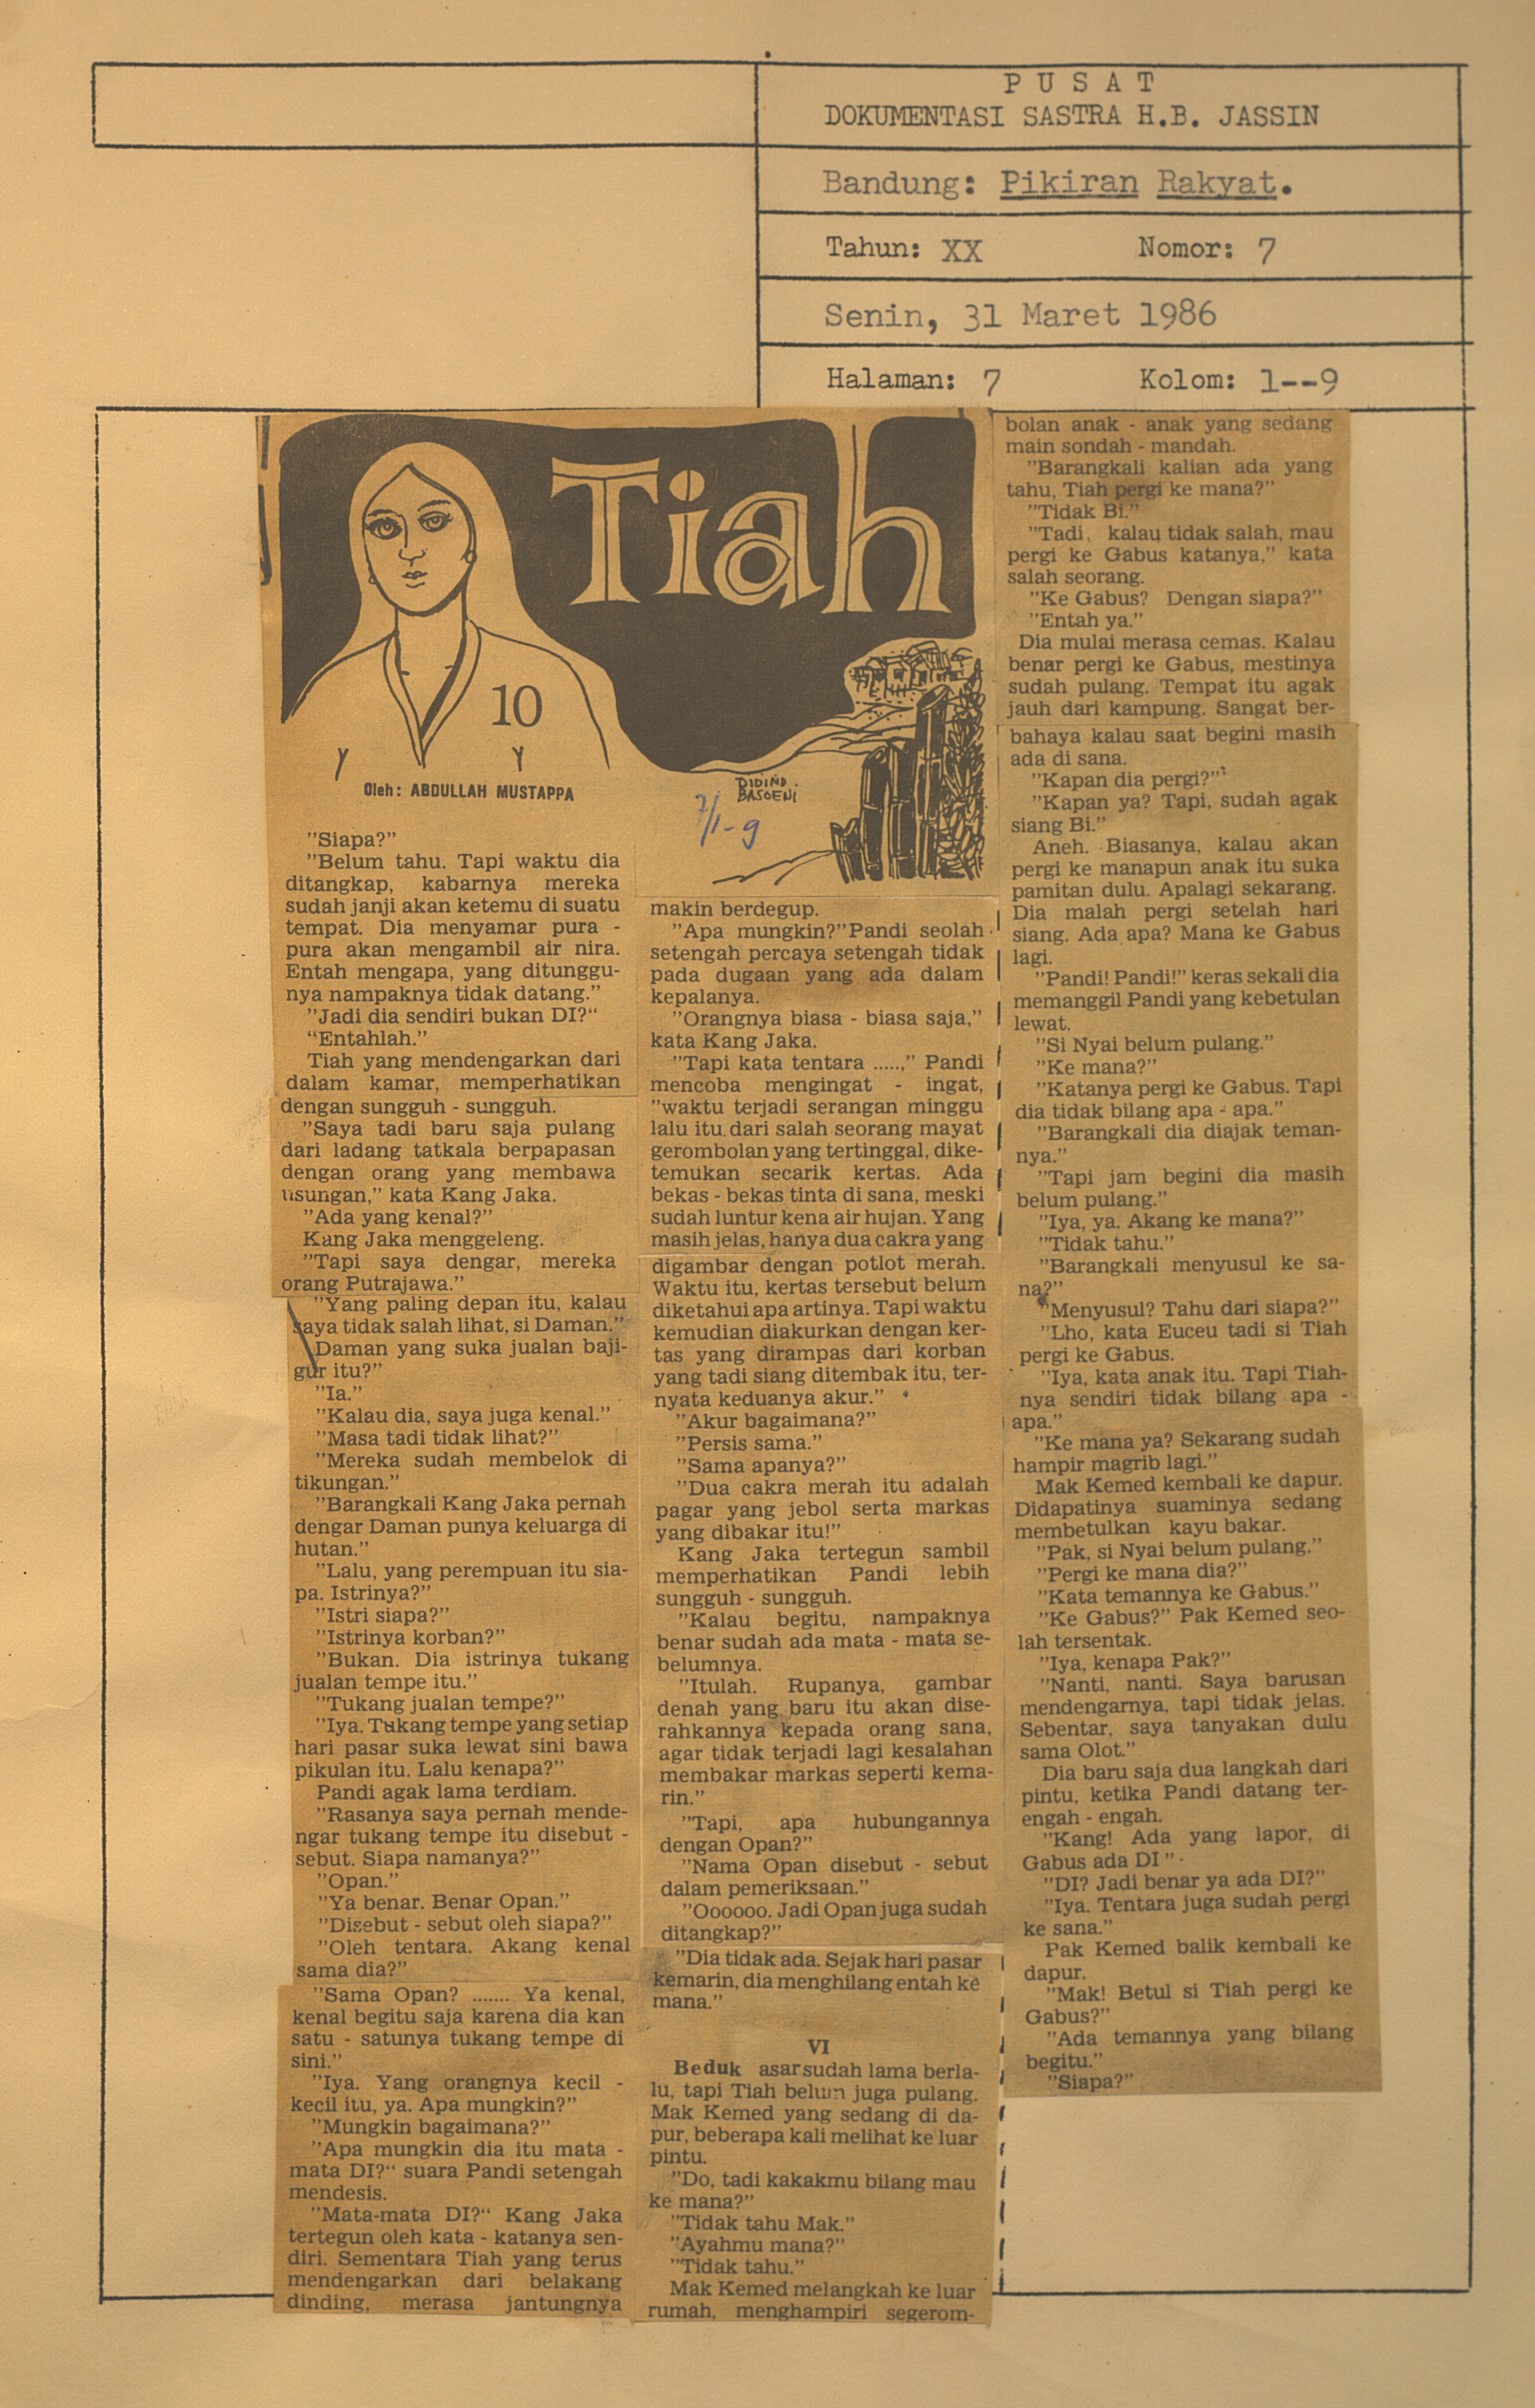 PUSAT
DOKUMENTASI SASTRA H.B. JASSIN
Bandung: Pikiran Rakyat.
Tahun: XX Nomor: 7
Senin, 31 Maret 1986
Halaman: 7 Kolom: 1--9
Tiah
10
Oleh: ABDULLAH MUSTAPPA
DIDIND.
BASOENI
7/1-9
"Siapa?"
"Belum tahu. Tapi waktu dia
ditangkap, kabarnya mereka
sudah janji akan ketemu di suatu
tempat. Dia menyamar pura -
pura akan mengambil air nira.
Entah mengapa, yang ditunggu-
nya nampaknya tidak datang."
"Jadi dia sendiri bukan DI?"
"Entahlah."
Tiah yang mendengarkan dari
dalam kamar, memperhatikan
dengan sungguh - sungguh.
"Saya tadi baru saja pulang
dari ladang tatkala berpapasan
dengan orang yang membawa
usungan," kata Kang Jaka.
"Ada yang kenal?"
Kang Jaka menggeleng.
"Tapi saya dengar, mereka
orang Putrajawa."
"Yang paling depan itu, kalau
saya tidak salah lihat, si Daman."
Daman yang suka jualan baji-
gur itu?"
"Ia."
"Kalau dia, saya juga kenal."
"Masa tadi tidak lihat?"
"Mereka sudah membelok di
tikungan."
"Barangkali Kang Jaka pernah
dengar Daman punya keluarga di
hutan."
"Lalu, yang perempuan itu sia-
pa. Istrinya?"
"Istri siapa?"
"Istrinya korban?"
"Bukan. Dia istrinya tukang
jualan tempe itu."
"Tukang jualan tempe?"
"Iya. Tukang tempe yang setiap
hari pasar suka lewat sini bawa
pikulan itu. Lalu kenapa?"
Pandi agak lama terdiam.
"Rasanya saya pernah mende-
ngar tukang tempe itu disebut -
sebut. Siapa namanya?"
"Opan."
"Ya benar. Benar Opan."
"Disebut - sebut oleh siapa?"
"Oleh tentara. Akang kenal
sama dia?"
"Sama Opan? ....... Ya kenal,
kenal begitu saja karena dia kan
satu - satunya tukang tempe di
sini."
"Iya. Yang orangnya kecil -
kecil itu, ya. Apa mungkin?"
"Mungkin bagaimana?"
"Apa mungkin dia itu mata -
mata DI?" suara Pandi setengah
mendesis.
"Mata-mata DI?" Kang Jaka
tertegun oleh kata - katanya sen-
diri. Sementara Tiah yang terus
mendengarkan dari belakang
dinding, merasa jantungnya
makin berdegup.
"Apa mungkin?" Pandi seolah
setengah percaya setengah tidak
pada dugaan yang ada dalam
kepalanya.
"Orangnya biasa - biasa saja,"
kata Kang Jaka.
"Tapi kata tentara .....," Pandi
mencoba mengingat - ingat,
"waktu terjadi serangan minggu
lalu itu dari salah seorang mayat
gerombolan yang tertinggal, dike-
temukan secarik kertas. Ada
bekas - bekas tinta di sana, meski
sudah luntur kena air hujan. Yang
masih jelas, hanya dua cakra yang
digambar dengan potlot merah.
Waktu itu, kertas tersebut belum
diketahui apa artinya. Tapi waktu
kemudian diakurkan dengan ker-
tas yang dirampas dari korban
yang tadi siang ditembak itu, ter-
nyata keduanya akur."
"Akur bagaimana?"
"Persis sama."
"Sama apanya?"
"Dua cakra merah itu adalah
pagar yang jebol serta markas
yang dibakar itu!"
Kang Jaka tertegun sambil
memperhatikan Pandi lebih
sungguh - sungguh.
"Kalau begitu, nampaknya
benar sudah ada mata - mata se-
belumnya.
"Itulah. Rupanya, gambar
denah yang baru itu akan dise-
rahkannya kepada orang sana,
agar tidak terjadi lagi kesalahan
membakar markas seperti kema-
rin."
"Tapi, apa hubungannya
dengan Opan?"
"Nama Opan disebut - sebut
dalam pemeriksaan."
"Oooooo. Jadi Opan juga sudah
ditangkap?"
"Dia tidak ada. Sejak hari pasar
kemarin, dia menghilang entah ke
mana."
VI
Beduk asar sudah lama berla-
lu, tapi Tiah belum juga pulang.
Mak Kemed yang sedang di da-
pur, beberapa kali melihat ke luar
pintu.
"Do, tadi kakakmu bilang mau
ke mana?"
"Tidak tahu Mak."
"Ayahmu mana?"
"Tidak tahu."
Mak Kemed melangkah ke luar
rumah, menghampiri segerom-
bolan anak - anak yang sedang
main sondah - mandah.
"Barangkali kalian ada yang
tahu, Tiah pergi ke mana?"
"Tidak Bi."
"Tadi, kalau tidak salah, mau
pergi ke Gabus katanya," kata
salah seorang.
"Ke Gabus? Dengan siapa?"
"Entah ya."
Dia mulai merasa cemas. Kalau
benar pergi ke Gabus, mestinya
sudah pulang. Tempat itu agak
jauh dari kampung. Sangat ber-
bahaya kalau saat begini masih
ada di sana.
"Kapan dia pergi?"
"Kapan ya? Tapi, sudah agak
siang Bi."
Aneh. Biasanya, kalau akan
pergi ke manapun anak itu suka
pamitan dulu. Apalagi sekarang.
Dia malah pergi setelah hari
siang. Ada apa? Mana ke Gabus
lagi.
"Pandi! Pandi!" keras sekali dia
memanggil Pandi yang kebetulan
lewat.
"Si Nyai belum pulang."
"Ke mana?"
"Katanya pergi ke Gabus. Tapi
dia tidak bilang apa - apa."
"Barangkali dia diajak teman-
nya."
"Tapi jam begini dia masih
belum pulang."
"Iya, ya. Akang ke mana?"
"Tidak tahu."
"Barangkali menyusul ke sa-
na?"
"Menyusul? Tahu dari siapa?"
"Lho, kata Euceu tadi si Tiah
pergi ke Gabus.
"Iya, kata anak itu. Tapi Tiah-
nya sendiri tidak bilang apa -
apa."
"Ke mana ya? Sekarang sudah
hampir magrib lagi."
Mak Kemed kembali ke dapur.
Didapatinya suaminya sedang
membetulkan kayu bakar.
"Pak, si Nyai belum pulang."
"Pergi ke mana dia?"
"Kata temannya ke Gabus."
"Ke Gabus?" Pak Kemed seo-
lah tersentak.
"Iya, kenapa Pak?"
"Nanti, nanti. Saya barusan
mendengarnya, tapi tidak jelas.
Sebentar, saya tanyakan dulu
sama Olot."
Dia baru saja dua langkah dari
pintu, ketika Pandi datang ter-
engah - engah.
"Kang! Ada yang lapor, di
Gabus ada DI".
"DI? Jadi benar ya ada DI?"
"Iya. Tentara juga sudah pergi
ke sana."
Pak Kemed balik kembali ke
dapur.
"Mak! Betul si Tiah pergi ke
Gabus?"
"Ada temannya yang bilang
begitu."
"Siapa?"